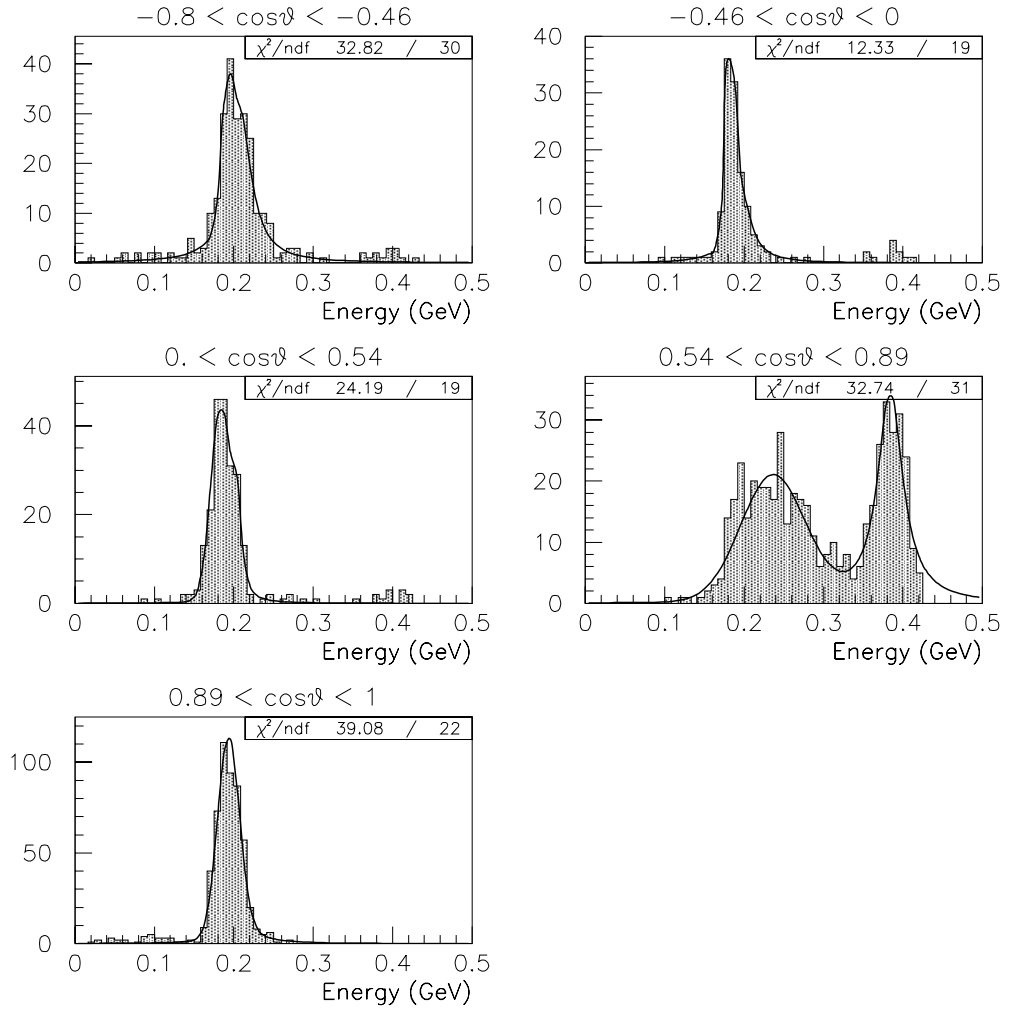 −0.8 < cosϑ < −0.46
χ²/ndf 32.82 / 30
40
30
20
10
0
0 0.1 0.2 0.3 0.4 0.5
Energy (GeV)
−0.46 < cosϑ < 0
χ²/ndf 12.33 / 19
40
30
20
10
0
0 0.1 0.2 0.3 0.4 0.5
Energy (GeV)
0. < cosϑ < 0.54
χ²/ndf 24.19 / 19
40
20
0
0 0.1 0.2 0.3 0.4 0.5
Energy (GeV)
0.54 < cosϑ < 0.89
χ²/ndf 32.74 / 31
30
20
10
0
0 0.1 0.2 0.3 0.4 0.5
Energy (GeV)
0.89 < cosϑ < 1
χ²/ndf 39.08 / 22
100
50
0
0 0.1 0.2 0.3 0.4 0.5
Energy (GeV)